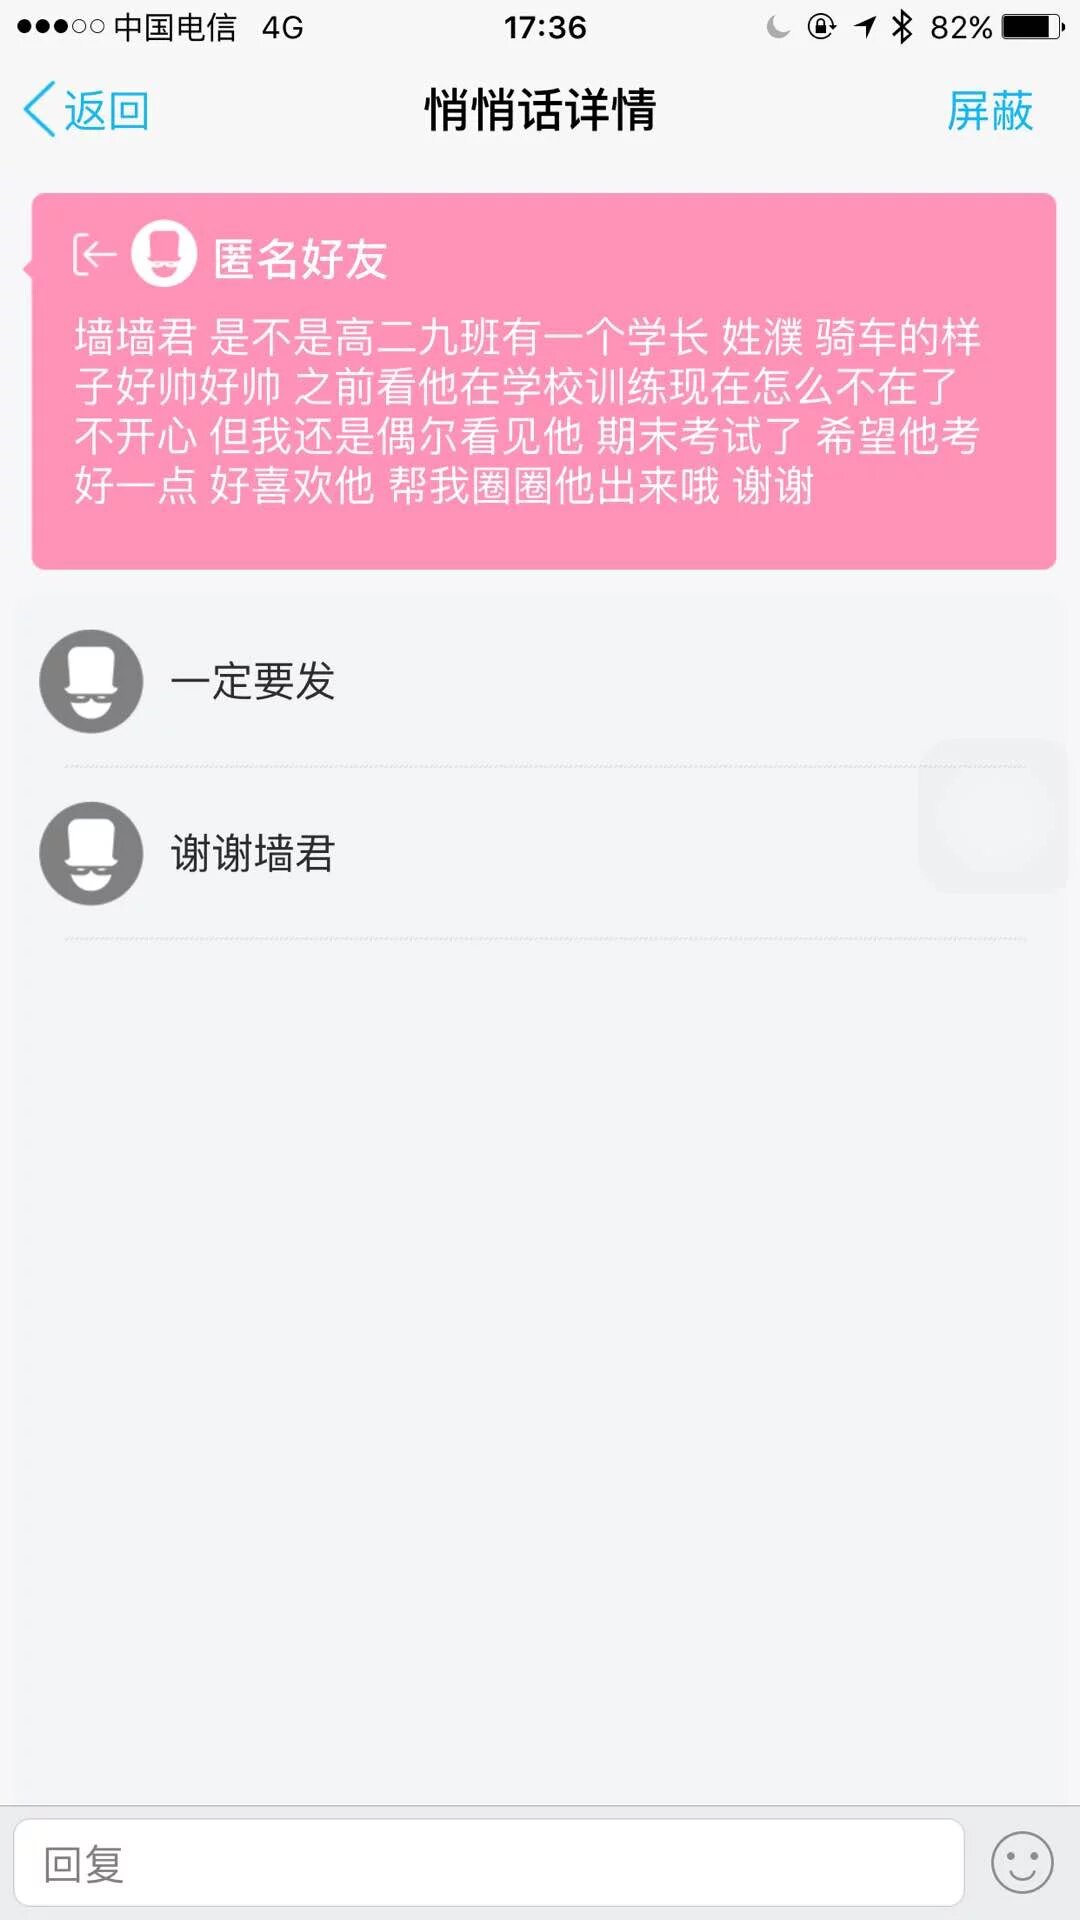 中国电信 4G 17:36 82%
返回 悄悄话详情 屏蔽
匿名好友
墙墙君 是不是高二九班有一个学长 姓濮 骑车的样
子好帅好帅 之前看他在学校训练现在怎么不在了
不开心 但我还是偶尔看见他 期末考试了 希望他考
好一点 好喜欢他 帮我圈圈他出来哦 谢谢
一定要发
谢谢墙君
回复